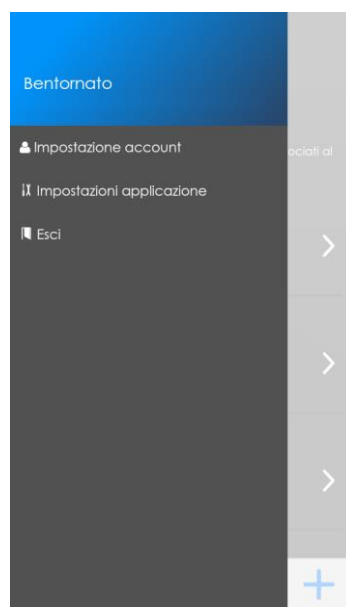 Bentornato
Impostazione account
ociati al
Impostazioni applicazione
Esci